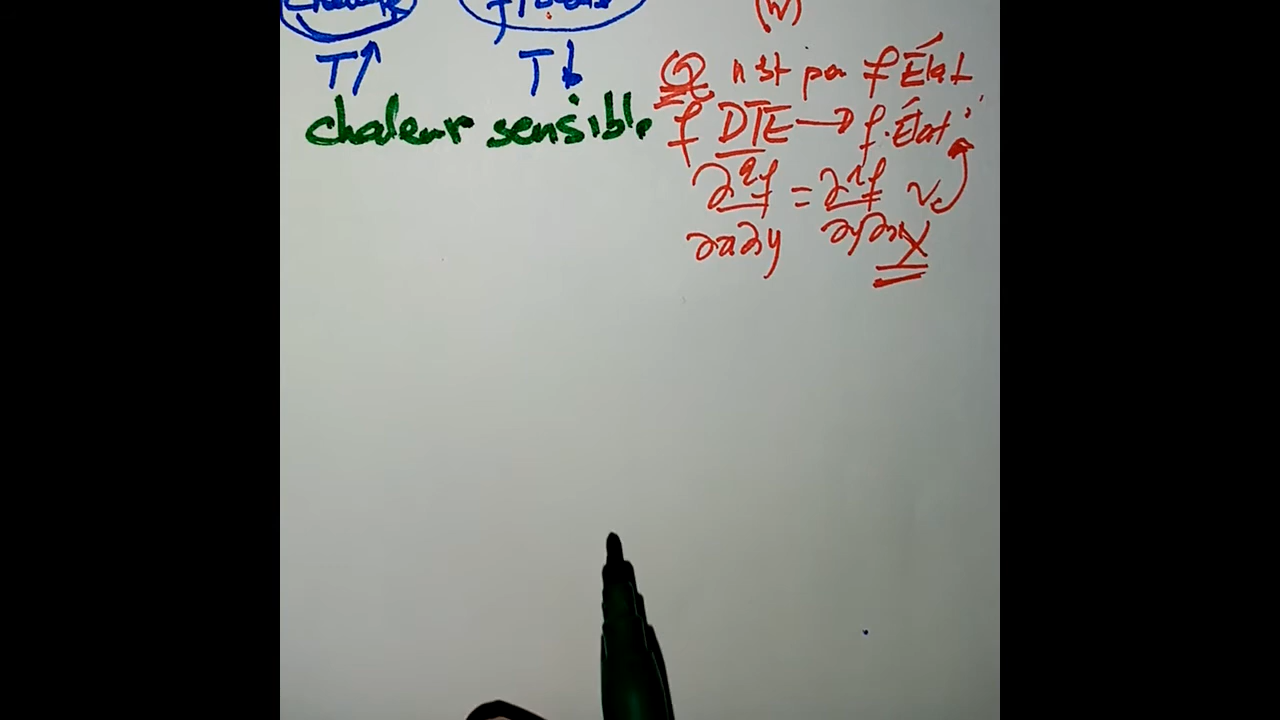 (W)
T↑ T↓
Q n'est pas f État
chaleur sensible
f DTE → f. État
∂²f = ∂²f
∂x∂y ∂y∂x